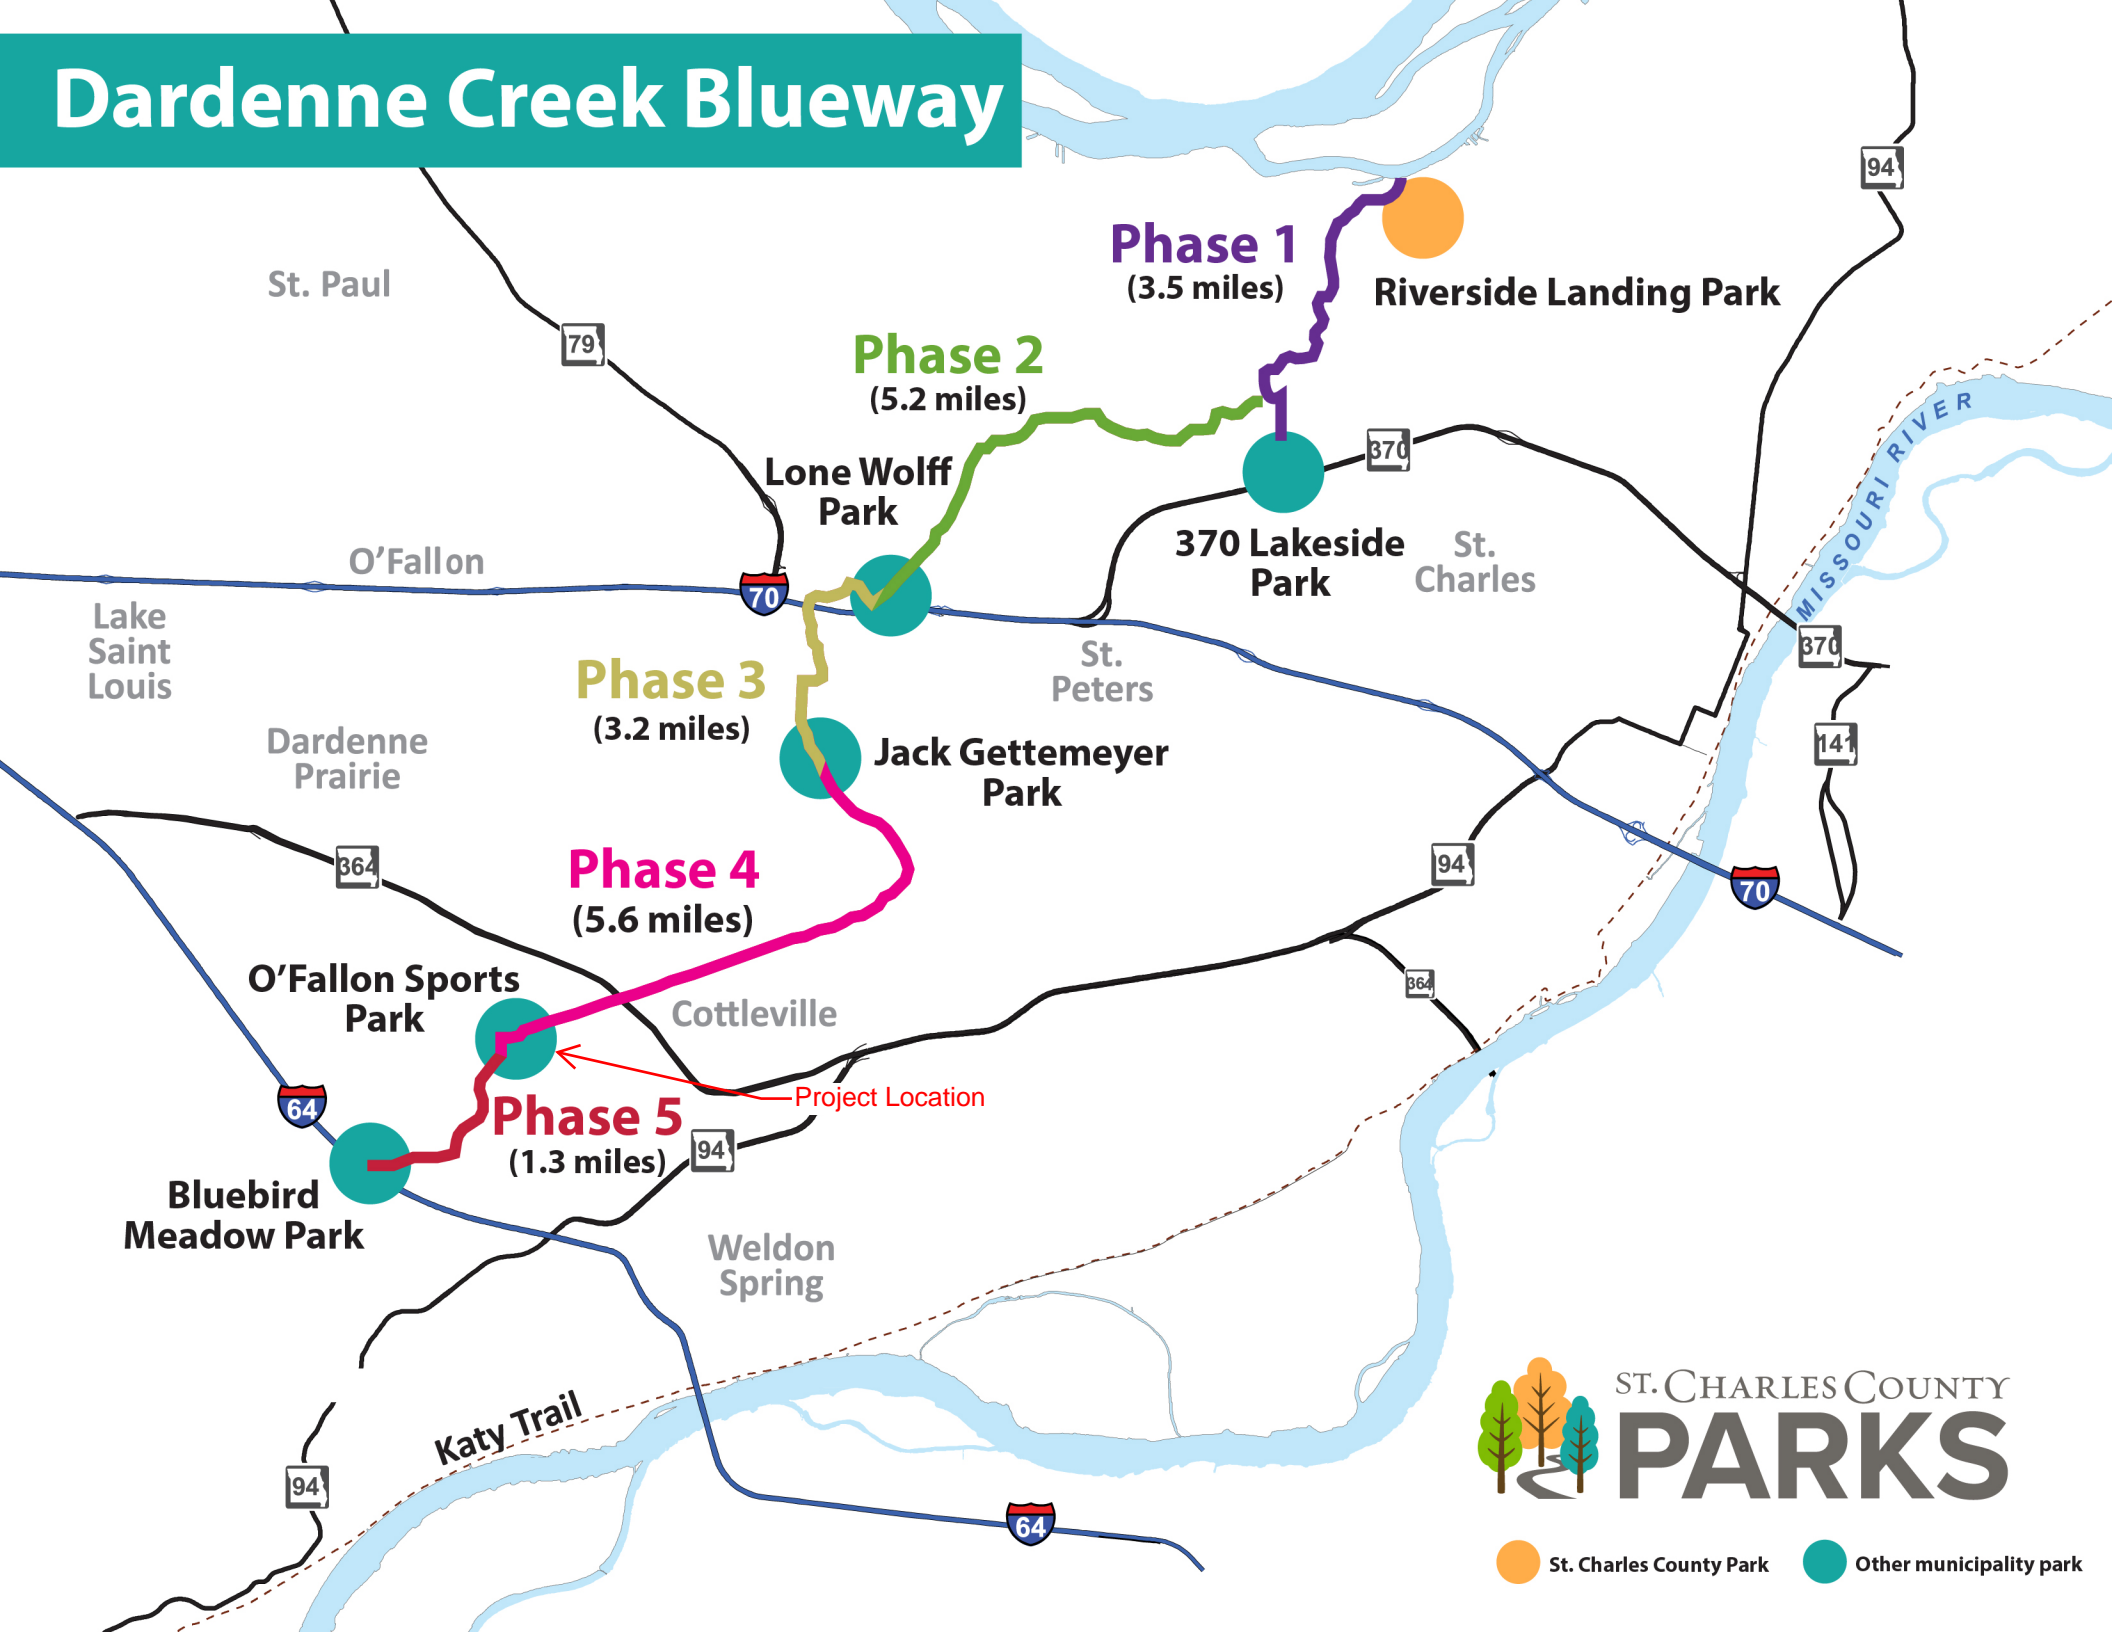 Dardenne Creek Blueway
94
Phase 1
(3.5 miles)
Riverside Landing Park
St. Paul
79
Phase 2
(5.2 miles)
MISSOURI RIVER
Lone Wolff
Park
370
370 Lakeside
Park
St.
Charles
O'Fallon
70
Lake
Saint
Louis
370
St.
Peters
Phase 3
(3.2 miles)
Dardenne
Prairie
141
Jack Gettemeyer
Park
364
Phase 4
(5.6 miles)
94
70
O'Fallon Sports
Park
364
Cottleville
64
Project Location
Phase 5
(1.3 miles)
94
Bluebird
Meadow Park
Weldon
Spring
Katy Trail
94
64
ST. CHARLES COUNTY
PARKS
St. Charles County Park
Other municipality park